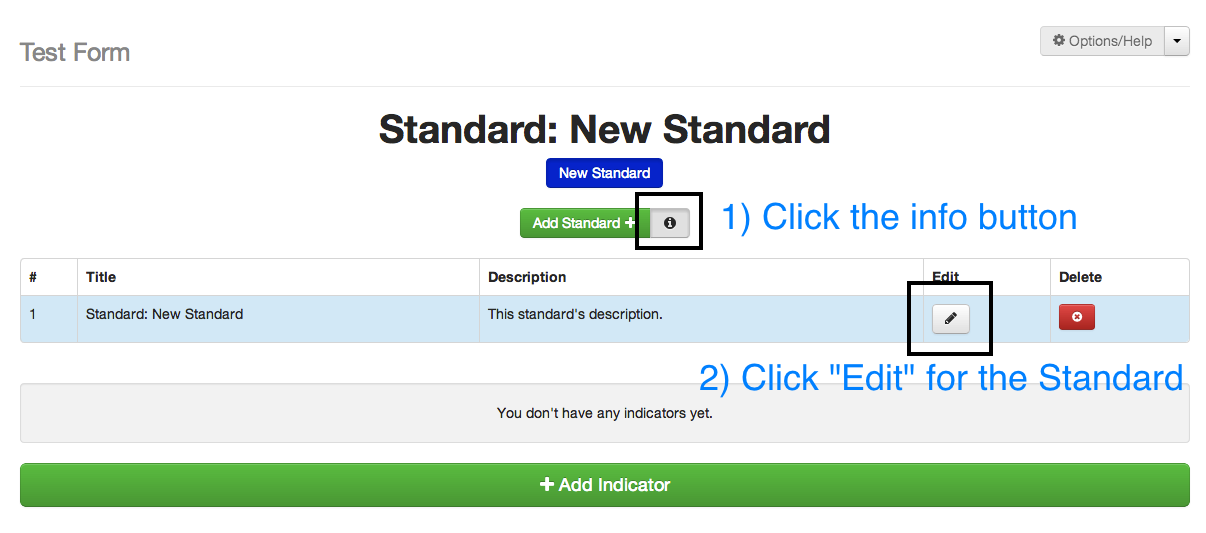 Test Form
Options/Help
Standard: New Standard
New Standard
Add Standard +
1) Click the info button
# Title Description Edit Delete
1 Standard: New Standard This standard's description.
2) Click "Edit" for the Standard
You don't have any indicators yet.
+ Add Indicator